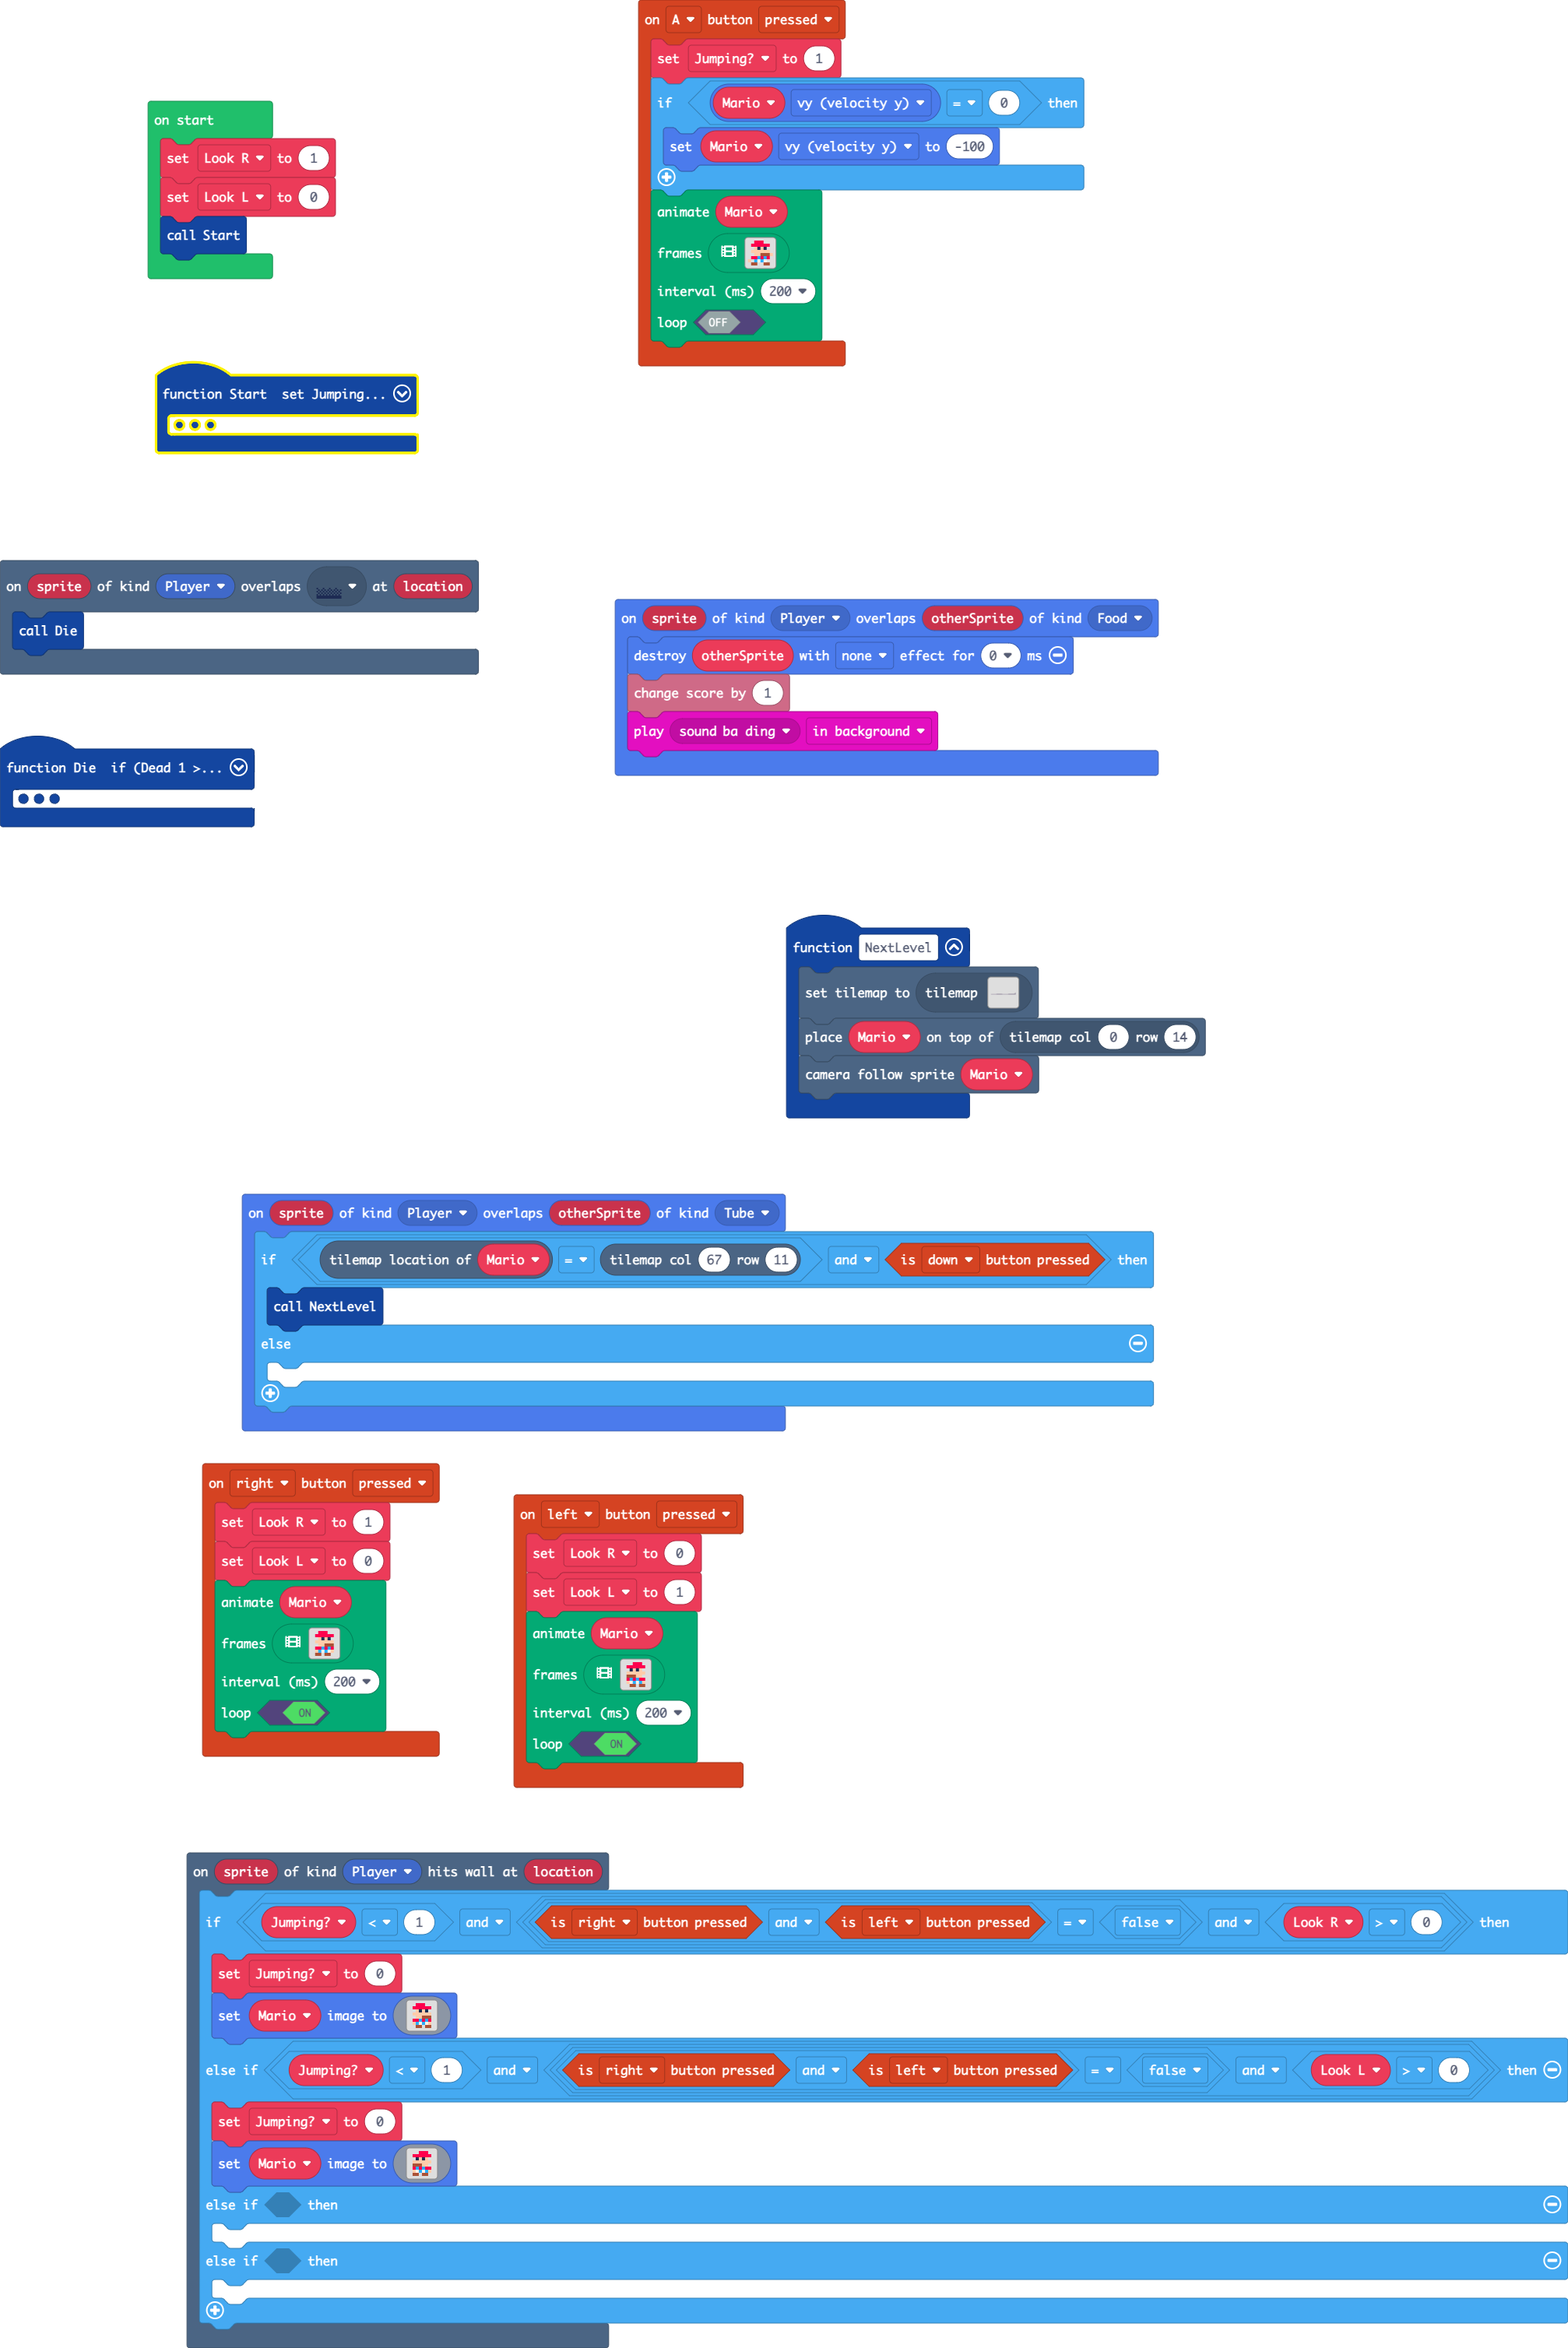 on A button pressed
set Jumping? to 1
if Mario vy (velocity y) = 0 then
set Mario vy (velocity y) to -100
animate Mario
frames
interval (ms) 200
loop OFF
on start
set Look R to 1
set Look L to 0
call Start
function Start set Jumping...
on sprite of kind Player overlaps at location
call Die
on sprite of kind Player overlaps otherSprite of kind Food
destroy otherSprite with none effect for 0 ms
change score by 1
play sound ba ding in background
function Die if (Dead 1 >...
function NextLevel
set tilemap to tilemap
place Mario on top of tilemap col 0 row 14
camera follow sprite Mario
on sprite of kind Player overlaps otherSprite of kind Tube
if tilemap location of Mario = tilemap col 67 row 11 and is down button pressed then
call NextLevel
else
on right button pressed
set Look R to 1
set Look L to 0
animate Mario
frames
interval (ms) 200
loop ON
on left button pressed
set Look R to 0
set Look L to 1
animate Mario
frames
interval (ms) 200
loop ON
on sprite of kind Player hits wall at location
if Jumping? < 1 and is right button pressed and is left button pressed = false and Look R > 0 then
set Jumping? to 0
set Mario image to
else if Jumping? < 1 and is right button pressed and is left button pressed = false and Look L > 0 then
set Jumping? to 0
set Mario image to
else if then
else if then